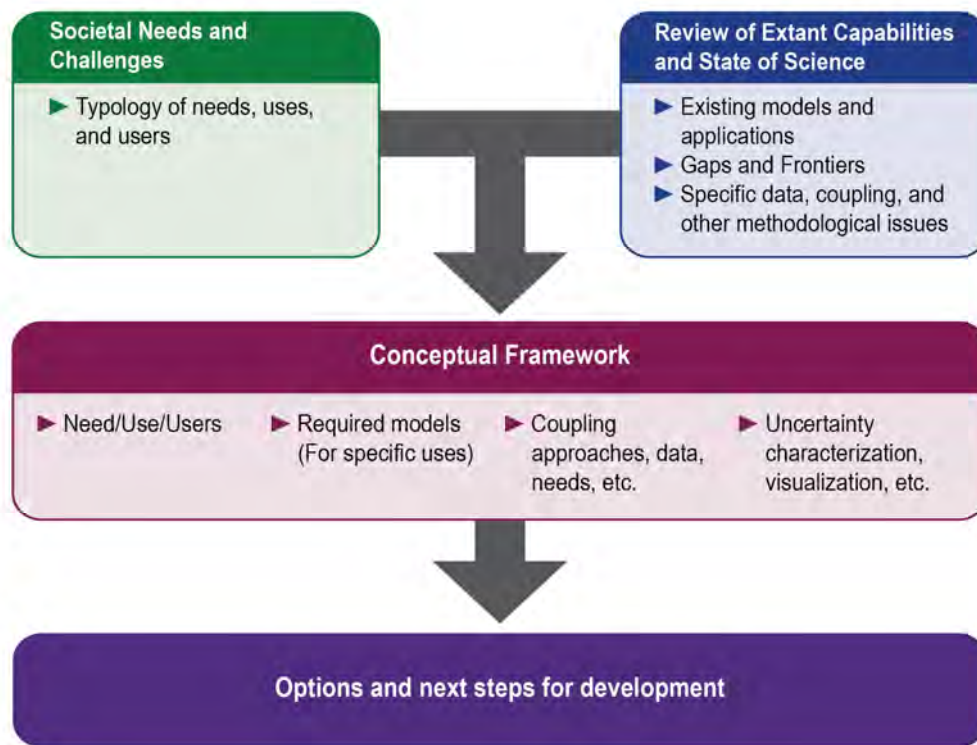 Societal Needs and
Challenges
► Typology of needs, uses,
and users
Review of Extant Capabilities
and State of Science
► Existing models and
applications
► Gaps and Frontiers
► Specific data, coupling, and
other methodological issues
Conceptual Framework
► Need/Use/Users
► Required models
(For specific uses)
► Coupling
approaches, data,
needs, etc.
► Uncertainty
characterization,
visualization, etc.
Options and next steps for development